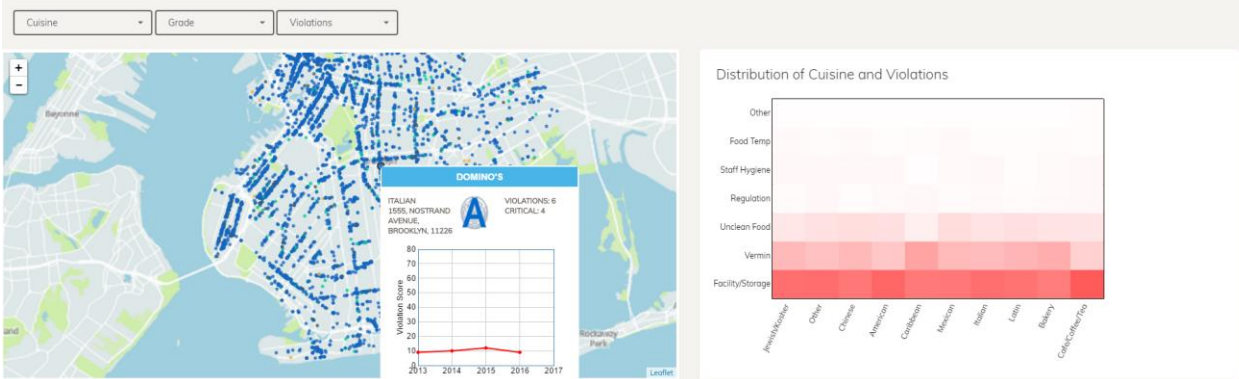 Cuisine Grade Violations
+
−
Bayonne
DOMINO'S
ITALIAN
1555, NOSTRAND
AVENUE,
BROOKLYN, 11226
A
VIOLATIONS: 6
CRITICAL: 4
Violation Score
80
70
60
50
40
30
20
10
0
2013 2014 2015 2016 2017
Rockaway
Park
Leaflet
Distribution of Cuisine and Violations
Other
Food Temp
Staff Hygiene
Regulation
Unclean Food
Vermin
Facility/Storage
Jewish/Kosher Other Chinese American Caribbean Mexican Italian Latin Bakery Café/Coffee/Tea